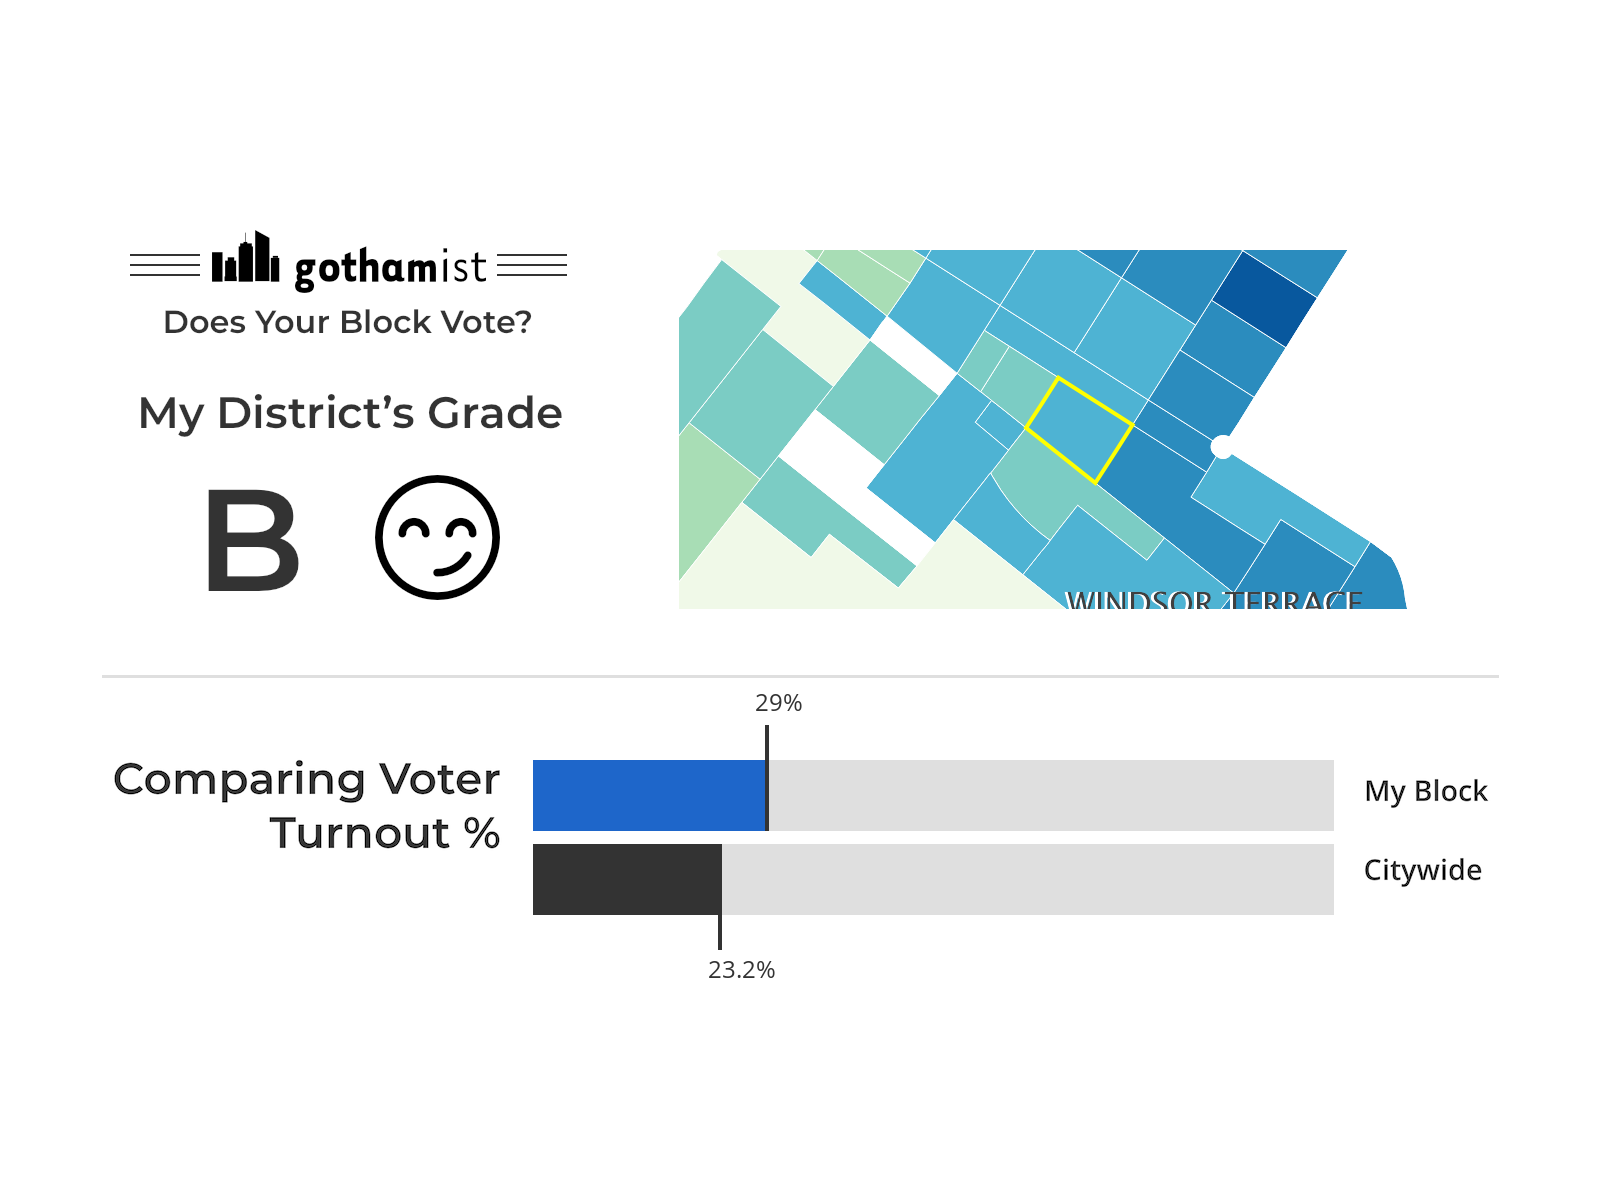 gothamist
Does Your Block Vote?
My District’s Grade
B
WINDSOR TERRACE
29%
Comparing Voter
Turnout %
My Block
Citywide
23.2%